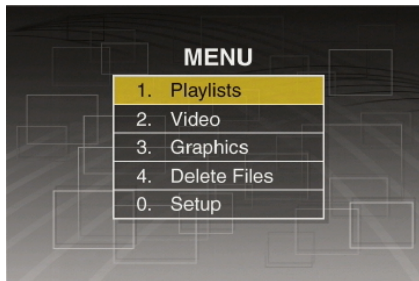 MENU
1. Playlists
2. Video
3. Graphics
4. Delete Files
0. Setup